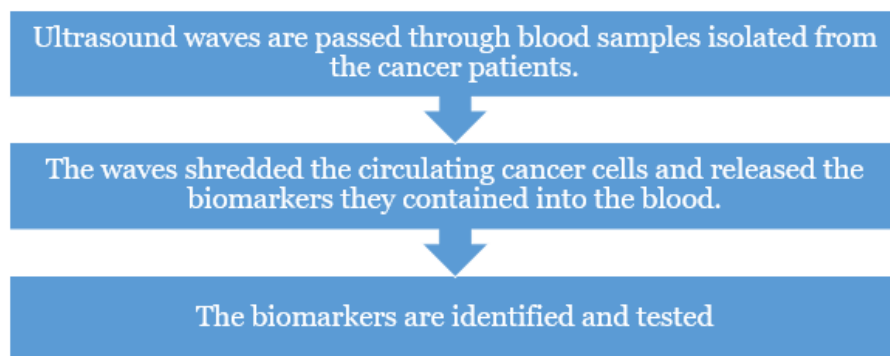 Ultrasound waves are passed through blood samples isolated from
the cancer patients.
The waves shredded the circulating cancer cells and released the
biomarkers they contained into the blood.
The biomarkers are identified and tested